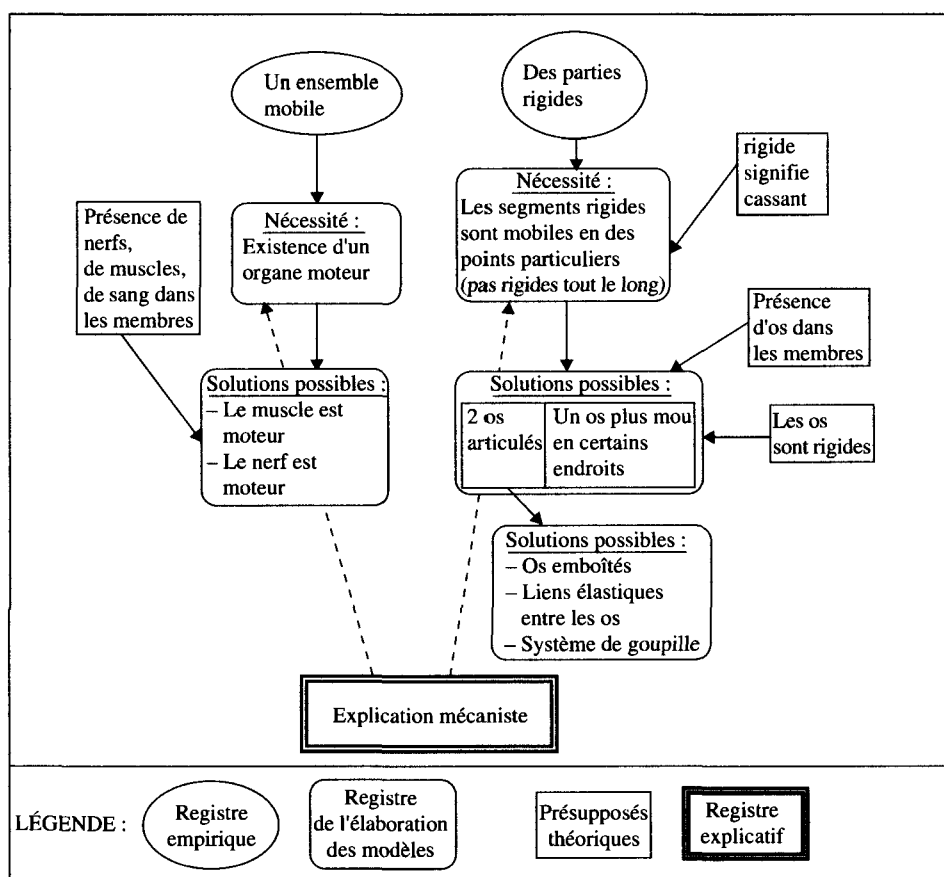 Un ensemble
mobile
Des parties
rigides
rigide
signifie
cassant
Présence de
nerfs,
de muscles,
de sang dans
les membres
Nécessité :
Existence d'un
organe moteur
Nécessité :
Les segments rigides
sont mobiles en des
points particuliers
(pas rigides tout le long)
Présence
d'os dans
les membres
Solutions possibles :
– Le muscle est
moteur
– Le nerf est
moteur
Solutions possibles :
2 os
articulés
Un os plus mou
en certains
endroits
Les os
sont rigides
Solutions possibles :
– Os emboîtés
– Liens élastiques
entre les os
– Système de goupille
Explication mécaniste
LÉGENDE :
Registre
empirique
Registre
de l'élaboration
des modèles
Présupposés
théoriques
Registre
explicatif